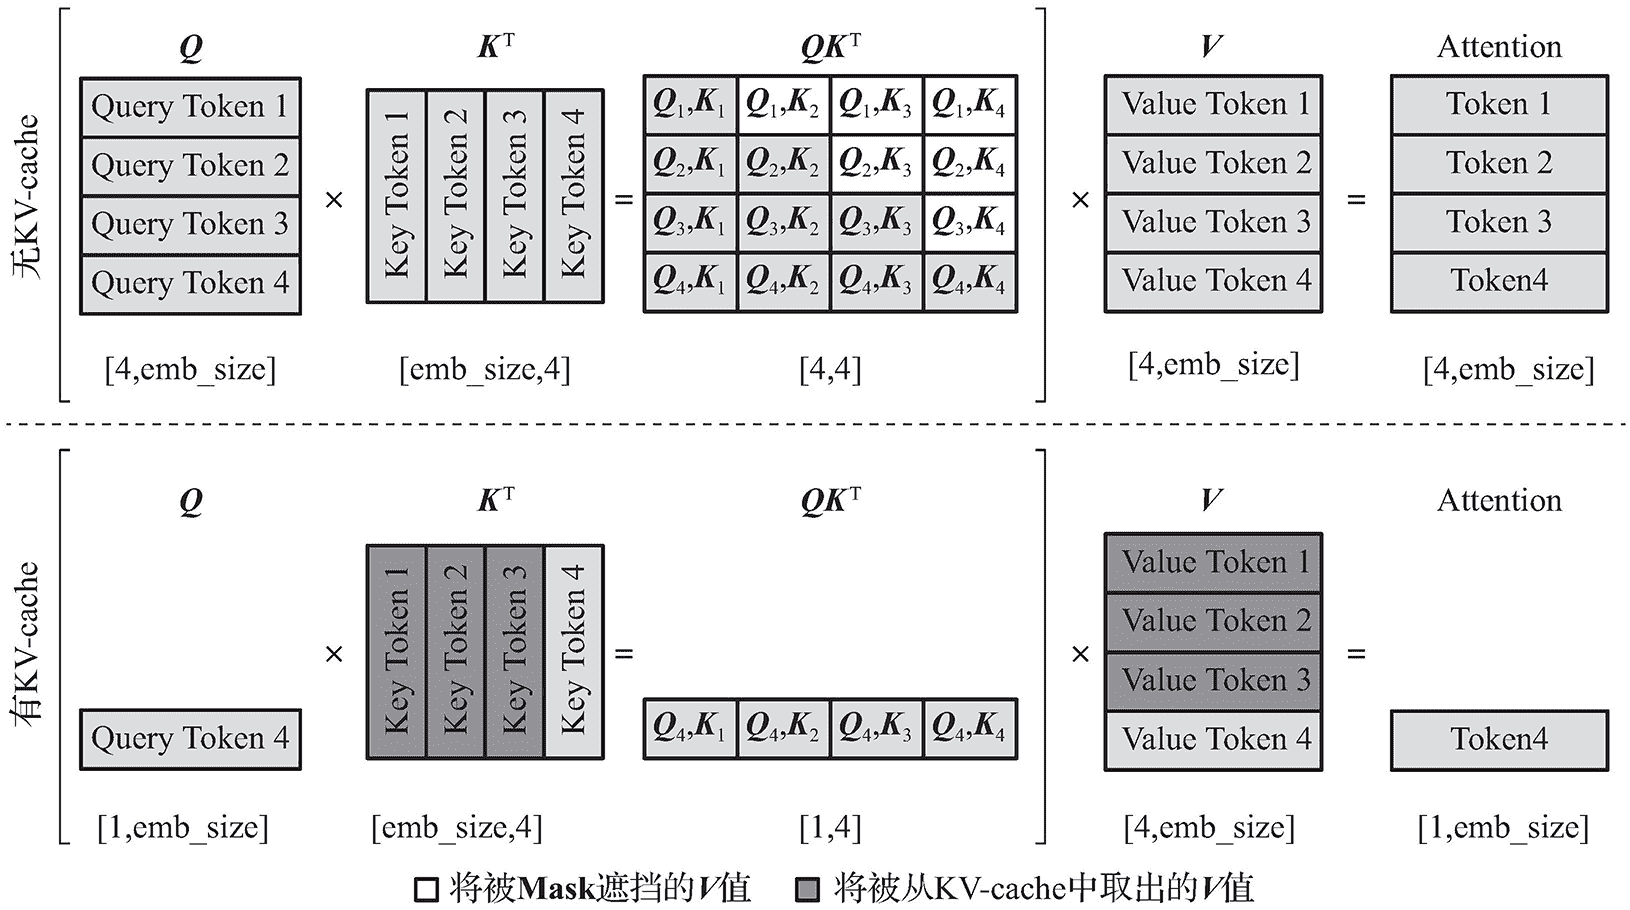 无KV-cache
Q Kᵀ QKᵀ V Attention
Query Token 1
Query Token 2
Query Token 3
Query Token 4
×
Key Token 1
Key Token 2
Key Token 3
Key Token 4
=
Q₁,K₁ Q₁,K₂ Q₁,K₃ Q₁,K₄
Q₂,K₁ Q₂,K₂ Q₂,K₃ Q₂,K₄
Q₃,K₁ Q₃,K₂ Q₃,K₃ Q₃,K₄
Q₄,K₁ Q₄,K₂ Q₄,K₃ Q₄,K₄
×
Value Token 1
Value Token 2
Value Token 3
Value Token 4
=
Token 1
Token 2
Token 3
Token4
[4,emb_size] [emb_size,4] [4,4] [4,emb_size] [4,emb_size]
有KV-cache
Q Kᵀ QKᵀ V Attention
Query Token 4
×
Key Token 1
Key Token 2
Key Token 3
Key Token 4
=
Q₄,K₁ Q₄,K₂ Q₄,K₃ Q₄,K₄
×
Value Token 1
Value Token 2
Value Token 3
Value Token 4
=
Token4
[1,emb_size] [emb_size,4] [1,4] [4,emb_size] [1,emb_size]
将被Mask遮挡的V值 将被从KV-cache中取出的V值